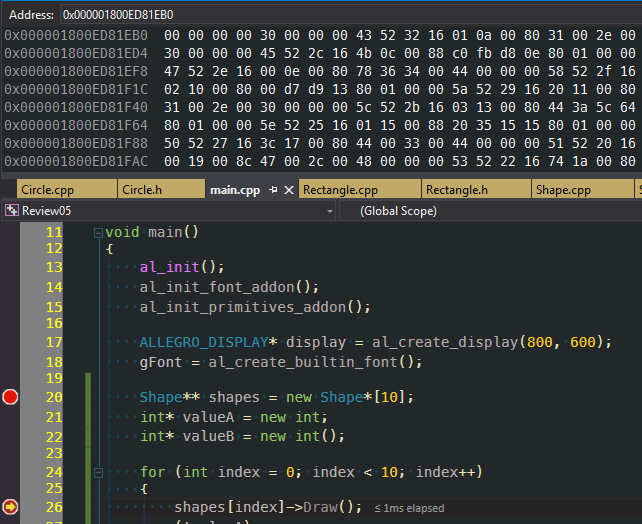 Address: 0x000001800ED81EB0
0x000001800ED81EB0 00 00 00 00 30 00 00 00 43 52 32 16 01 0a 00 80 31 00 2e 00
0x000001800ED81ED4 30 00 00 00 45 52 2c 16 4b 0c 00 88 c0 fb d8 0e 80 01 00 00
0x000001800ED81EF8 47 52 2e 16 00 0e 00 80 78 36 34 00 44 00 00 00 58 52 2f 16
0x000001800ED81F1C 02 10 00 80 00 d7 d9 13 80 01 00 00 5a 52 29 16 20 11 00 80
0x000001800ED81F40 31 00 2e 00 30 00 00 00 5c 52 2b 16 03 13 00 80 44 3a 5c 64
0x000001800ED81F64 80 01 00 00 5e 52 25 16 01 15 00 88 20 35 15 15 80 01 00 00
0x000001800ED81F88 50 52 27 16 3c 17 00 80 44 00 33 00 44 00 00 00 51 52 20 16
0x000001800ED81FAC 00 19 00 8c 47 00 2c 00 48 00 00 00 53 52 22 16 74 1a 00 80
Circle.cpp Circle.h main.cpp Rectangle.cpp Rectangle.h Shape.cpp
Review05 (Global Scope)
11 void main()
12 {
13 al_init();
14 al_init_font_addon();
15 al_init_primitives_addon();
16
17 ALLEGRO_DISPLAY* display = al_create_display(800, 600);
18 gFont = al_create_builtin_font();
19
20 Shape** shapes = new Shape*[10];
21 int* valueA = new int;
22 int* valueB = new int();
23
24 for (int index = 0; index < 10; index++)
25 {
26 shapes[index]->Draw(); ≤ 1ms elapsed